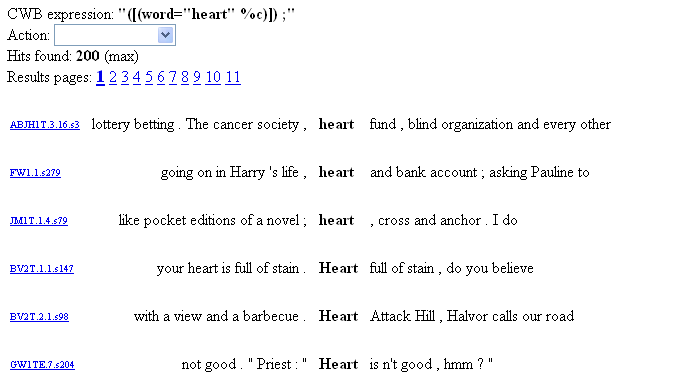 CWB expression: "([(word="heart" %c)]) ;"
Action:
Hits found: 200 (max)
Results pages: 1 2 3 4 5 6 7 8 9 10 11
ABJH1T.3.16.s3 lottery betting . The cancer society , heart fund , blind organization and every other
FW1.1.s279 going on in Harry 's life , heart and bank account ; asking Pauline to
JM1T.1.4.s79 like pocket editions of a novel ; heart , cross and anchor . I do
BV2T.1.1.s147 your heart is full of stain . Heart full of stain , do you believe
BV2T.2.1.s98 with a view and a barbecue . Heart Attack Hill , Halvor calls our road
GW1TE.7.s204 not good . " Priest : " Heart is n't good , hmm ? "